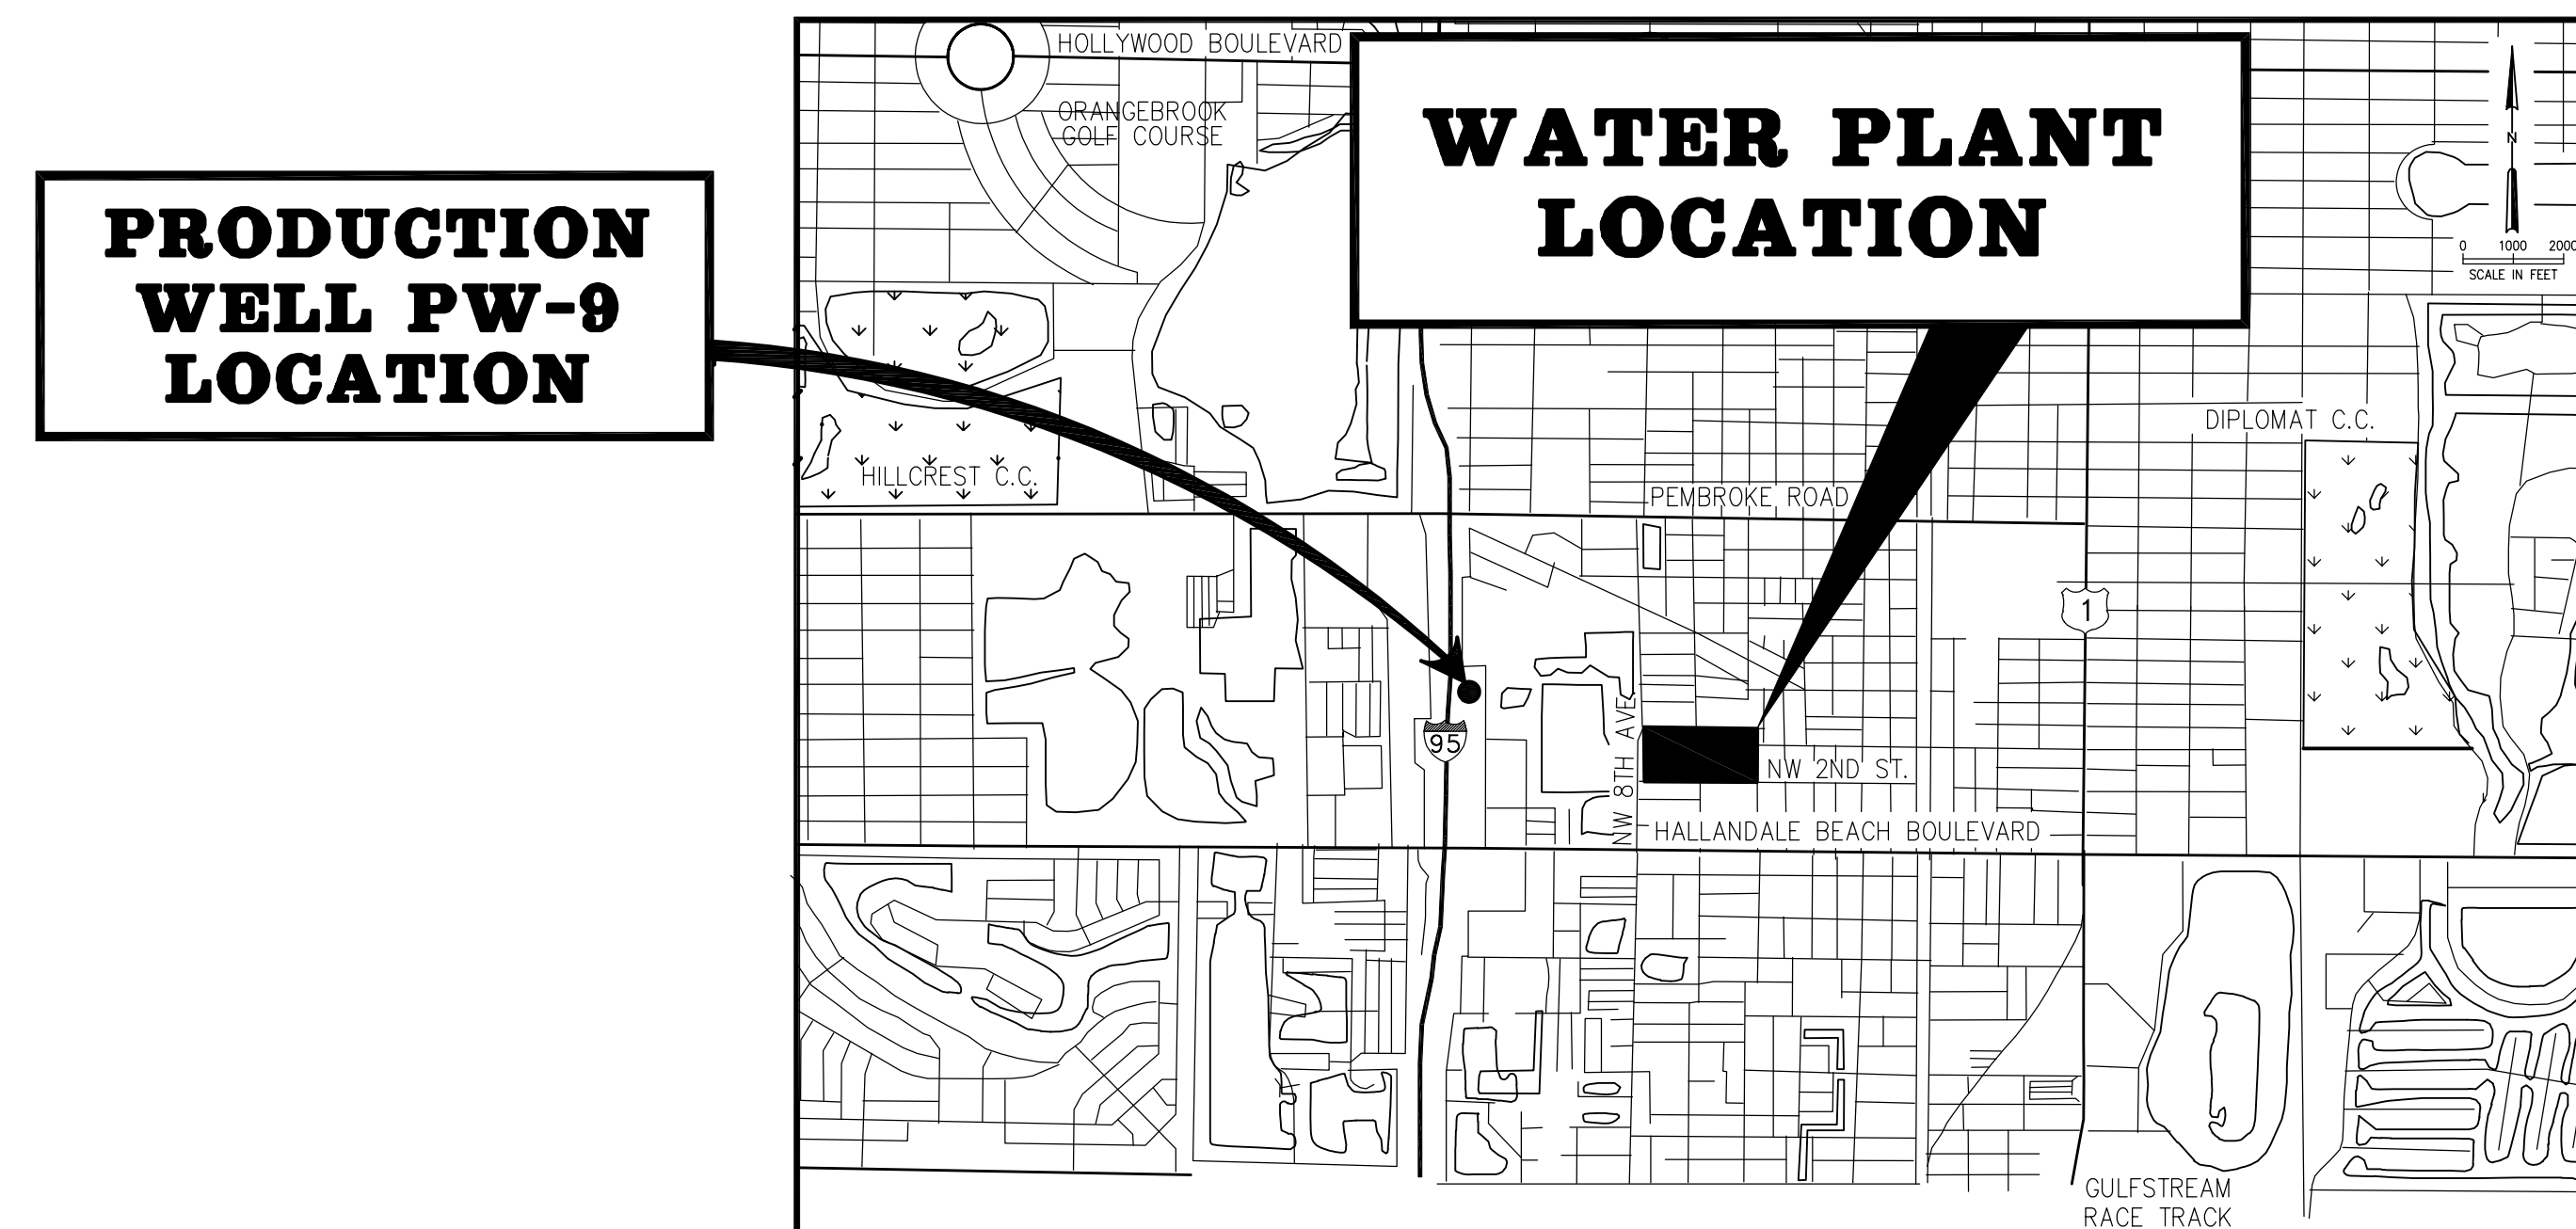 HOLLYWOOD BOULEVARD
ORANGEBROOK
GOLF COURSE
WATER PLANT
LOCATION
N
0 1000 2000
SCALE IN FEET
PRODUCTION
WELL PW-9
LOCATION
DIPLOMAT C.C.
HILLCREST C.C.
PEMBROKE ROAD
1
95
NW 8TH AVE
NW 2ND ST.
HALLANDALE BEACH BOULEVARD
GULFSTREAM
RACE TRACK